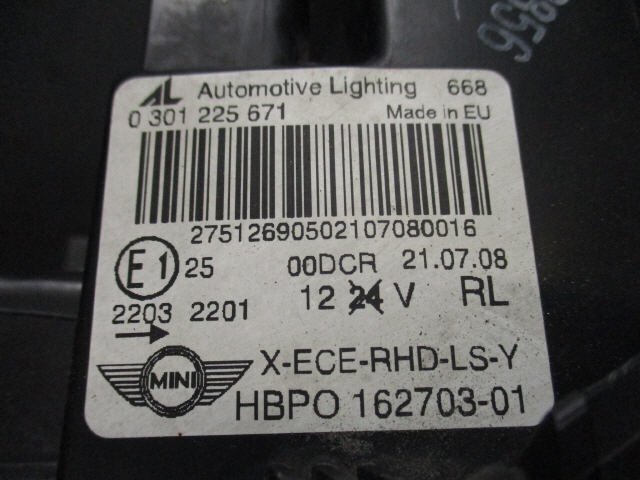 AL Automotive Lighting 668
0 301 225 671 Made in EU
27512690502107080016
E1 25 00DCR 21.07.08
2203 2201 12 24 V RL
MINI X-ECE-RHD-LS-Y
HBPO 162703-01